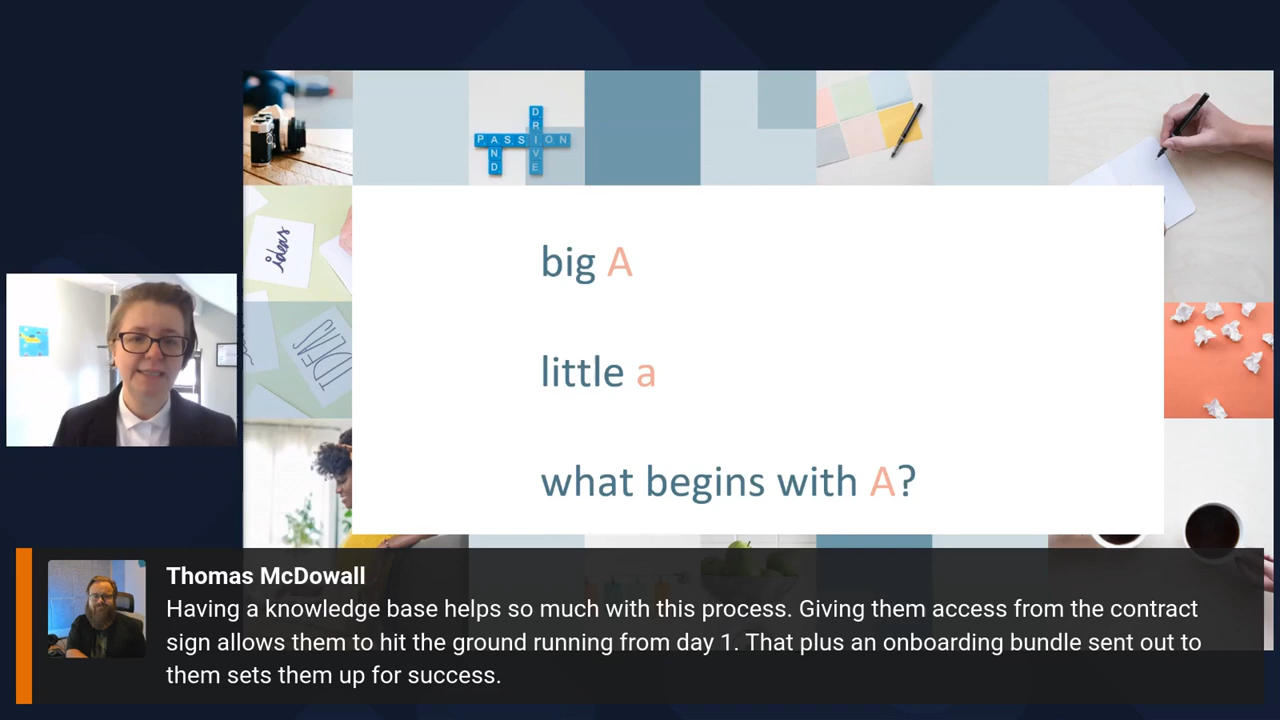 DRIVE
PASSION
AND
ideas
IDEAS
big A
little a
what begins with A?
Thomas McDowall
Having a knowledge base helps so much with this process. Giving them access from the contract
sign allows them to hit the ground running from day 1. That plus an onboarding bundle sent out to
them sets them up for success.